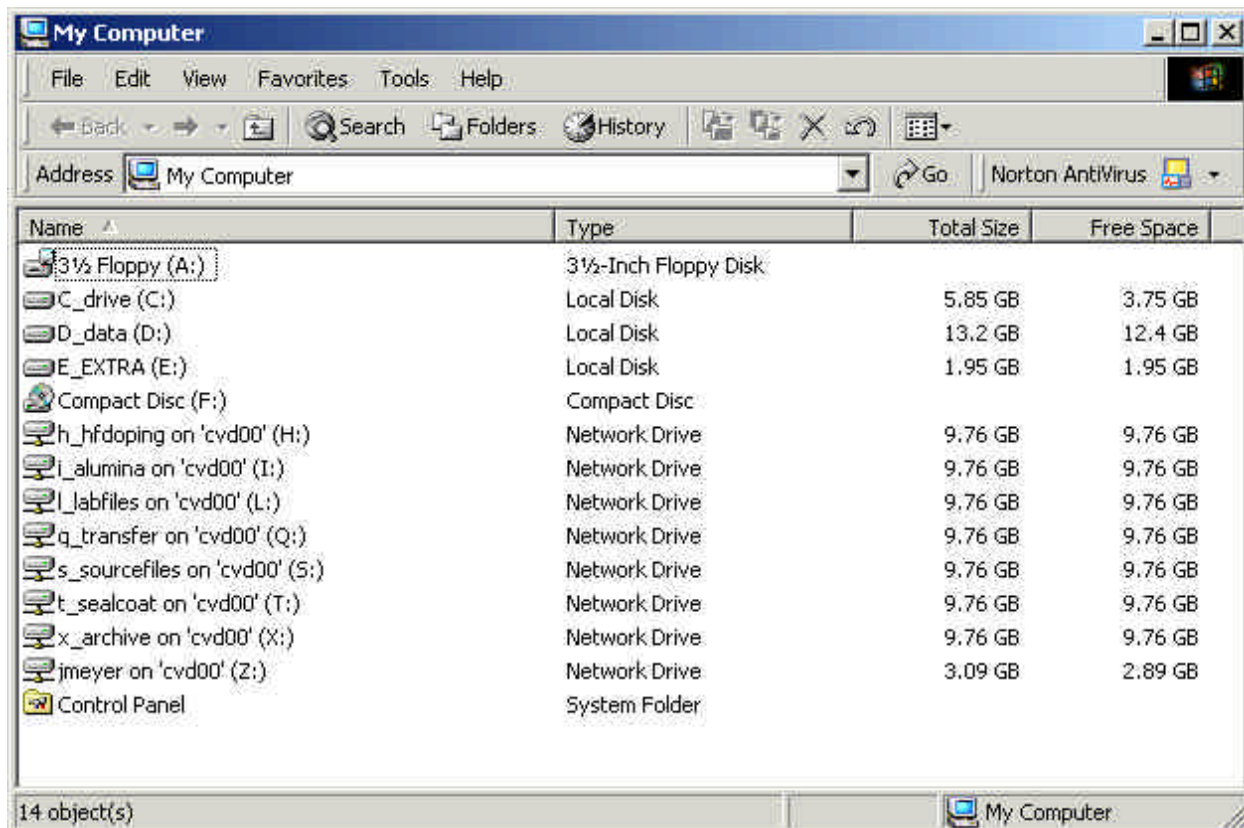 My Computer
File Edit View Favorites Tools Help
Back Search Folders History
Address My Computer Go Norton AntiVirus
Name Type Total Size Free Space
3½ Floppy (A:) 3½-Inch Floppy Disk
C_drive (C:) Local Disk 5.85 GB 3.75 GB
D_data (D:) Local Disk 13.2 GB 12.4 GB
E_EXTRA (E:) Local Disk 1.95 GB 1.95 GB
Compact Disc (F:) Compact Disc
h_hfdoping on 'cvd00' (H:) Network Drive 9.76 GB 9.76 GB
i_alumina on 'cvd00' (I:) Network Drive 9.76 GB 9.76 GB
l_labfiles on 'cvd00' (L:) Network Drive 9.76 GB 9.76 GB
q_transfer on 'cvd00' (Q:) Network Drive 9.76 GB 9.76 GB
s_sourcefiles on 'cvd00' (S:) Network Drive 9.76 GB 9.76 GB
t_sealcoat on 'cvd00' (T:) Network Drive 9.76 GB 9.76 GB
x_archive on 'cvd00' (X:) Network Drive 9.76 GB 9.76 GB
jmeyer on 'cvd00' (Z:) Network Drive 3.09 GB 2.89 GB
Control Panel System Folder
14 object(s) My Computer